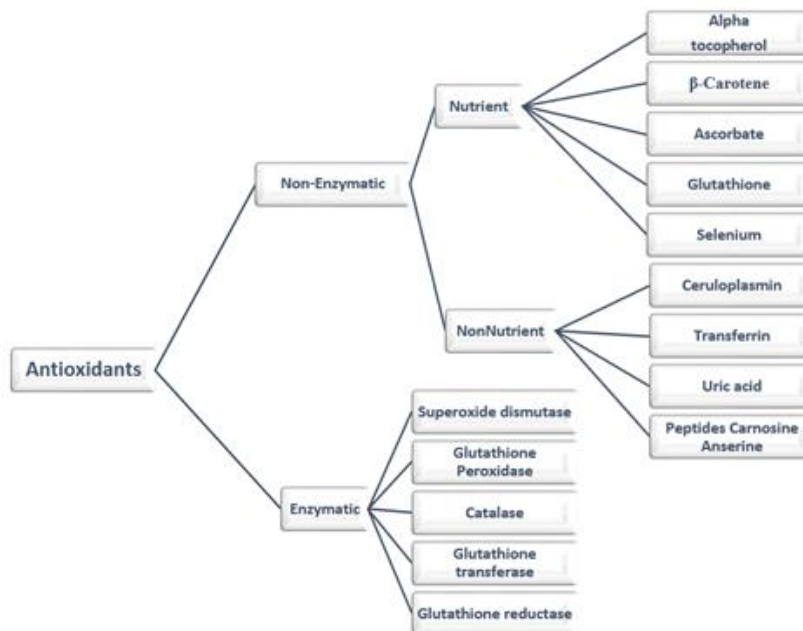 Antioxidants
Non-Enzymatic
Nutrient
Alpha
tocopherol
β-Carotene
Ascorbate
Glutathione
Selenium
NonNutrient
Ceruloplasmin
Transferrin
Uric acid
Peptides Carnosine
Anserine
Enzymatic
Superoxide dismutase
Glutathione
Peroxidase
Catalase
Glutathione
transferase
Glutathione reductase